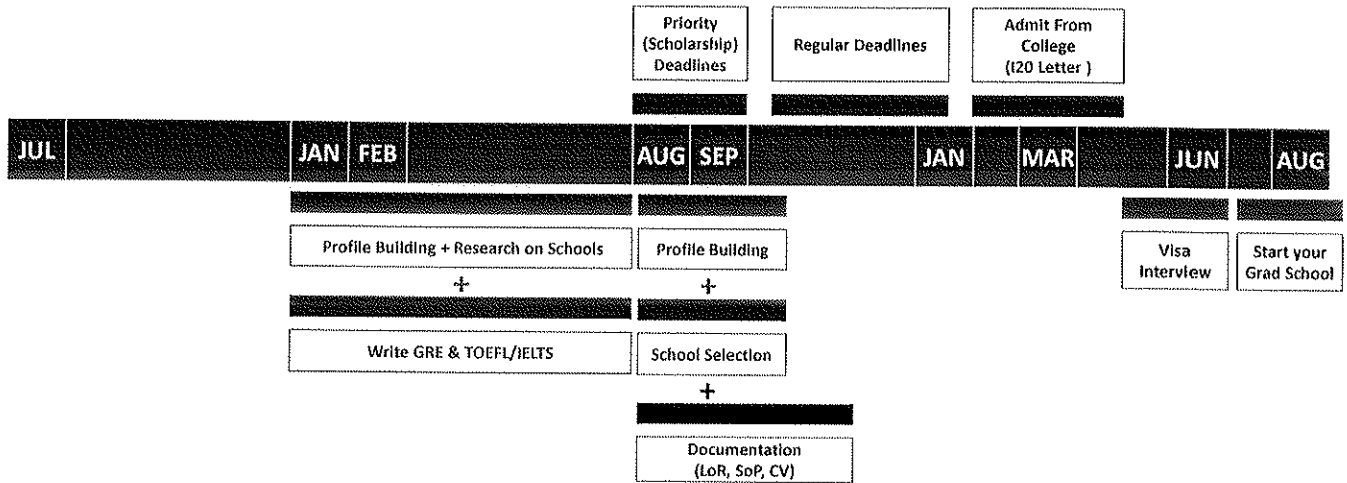 Priority
(Scholarship)
Deadlines
Regular Deadlines
Admit From
College
(I20 Letter )
JUL JAN FEB AUG SEP JAN MAR JUN AUG
Profile Building + Research on Schools
Profile Building
Visa
Interview
Start your
Grad School
+
+
Write GRE & TOEFL/IELTS
School Selection
+
Documentation
(LoR, SoP, CV)